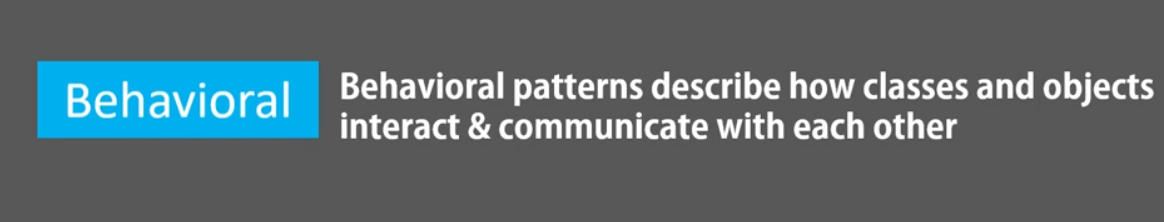 Behavioral
Behavioral patterns describe how classes and objects
interact & communicate with each other